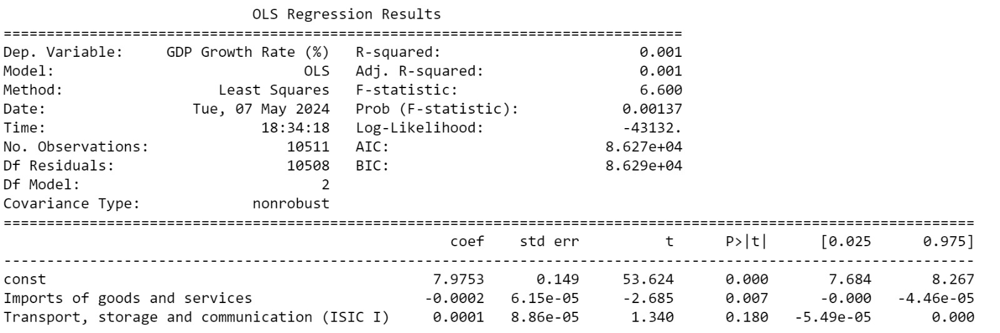 OLS Regression Results
==============================================================================
Dep. Variable: GDP Growth Rate (%) R-squared: 0.001
Model: OLS Adj. R-squared: 0.001
Method: Least Squares F-statistic: 6.600
Date: Tue, 07 May 2024 Prob (F-statistic): 0.00137
Time: 18:34:18 Log-Likelihood: -43132.
No. Observations: 10511 AIC: 8.627e+04
Df Residuals: 10508 BIC: 8.629e+04
Df Model: 2
Covariance Type: nonrobust
=================================================================================================================
coef std err t P>|t| [0.025 0.975]
-----------------------------------------------------------------------------------------------------------------
const 7.9753 0.149 53.624 0.000 7.684 8.267
Imports of goods and services -0.0002 6.15e-05 -2.685 0.007 -0.000 -4.46e-05
Transport, storage and communication (ISIC I) 0.0001 8.86e-05 1.340 0.180 -5.49e-05 0.000